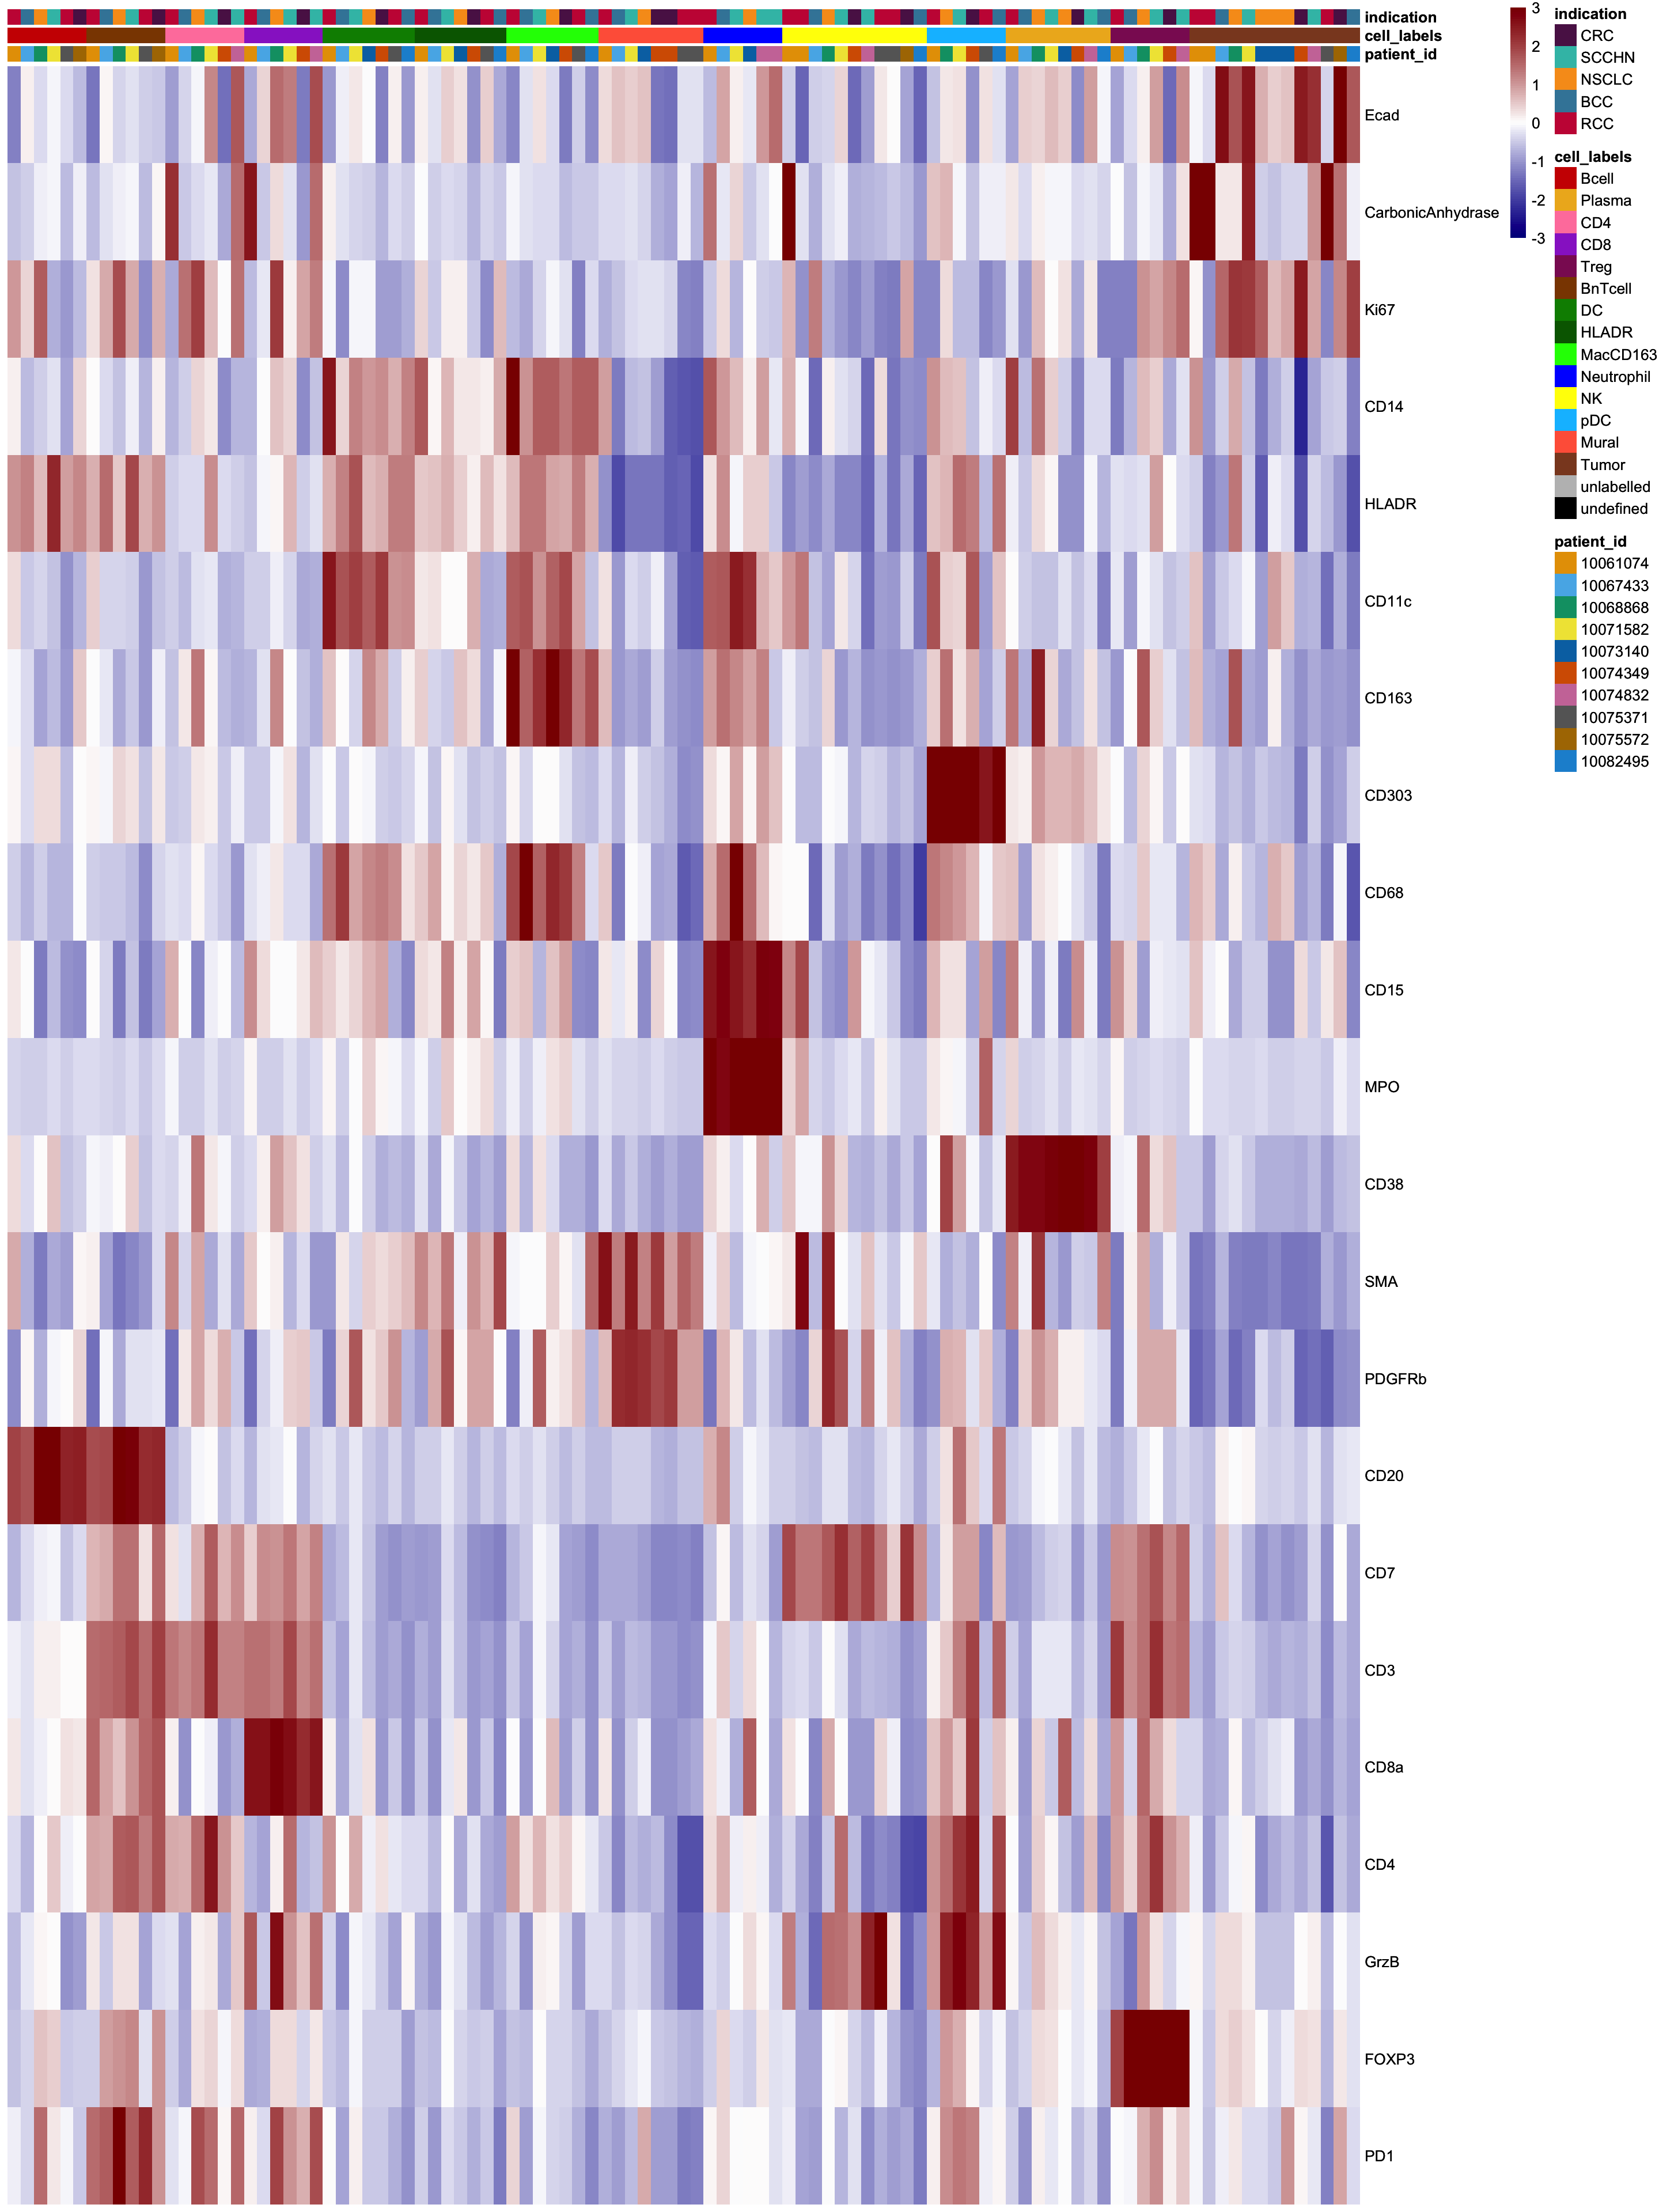 indication
cell_labels
patient_id
Ecad
CarbonicAnhydrase
Ki67
CD14
HLADR
CD11c
CD163
CD303
CD68
CD15
MPO
CD38
SMA
PDGFRb
CD20
CD7
CD3
CD8a
CD4
GrzB
FOXP3
PD1
3
2
1
0
-1
-2
-3
indication
CRC
SCCHN
NSCLC
BCC
RCC
cell_labels
Bcell
Plasma
CD4
CD8
Treg
BnTcell
DC
HLADR
MacCD163
Neutrophil
NK
pDC
Mural
Tumor
unlabelled
undefined
patient_id
10061074
10067433
10068868
10071582
10073140
10074349
10074832
10075371
10075572
10082495